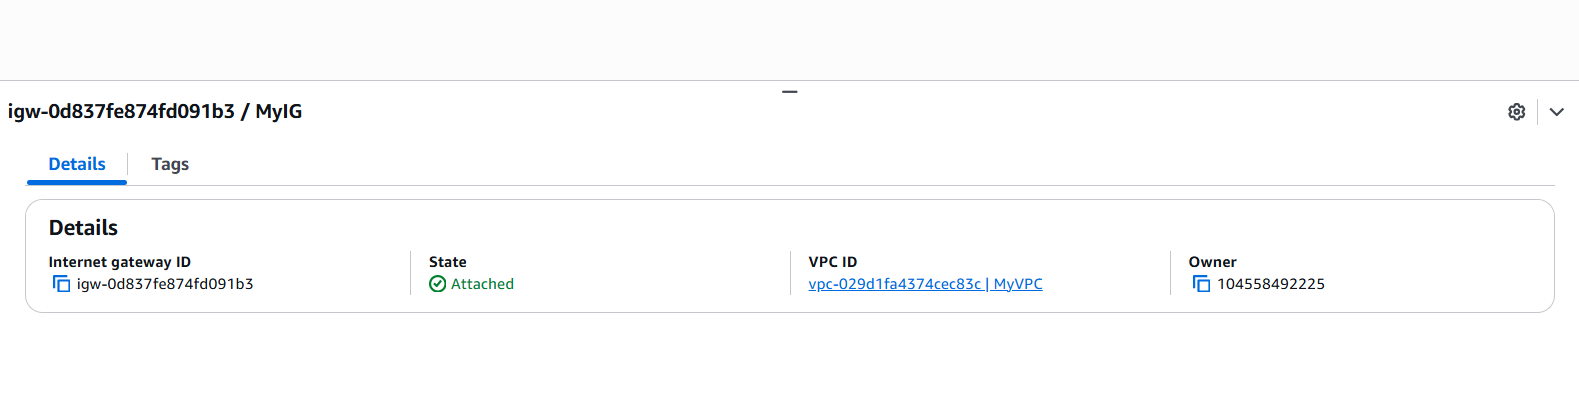 igw-0d837fe874fd091b3 / MyIG
Details
Tags
Details
Internet gateway ID
igw-0d837fe874fd091b3
State
Attached
VPC ID
vpc-029d1fa4374cec83c | MyVPC
Owner
104558492225